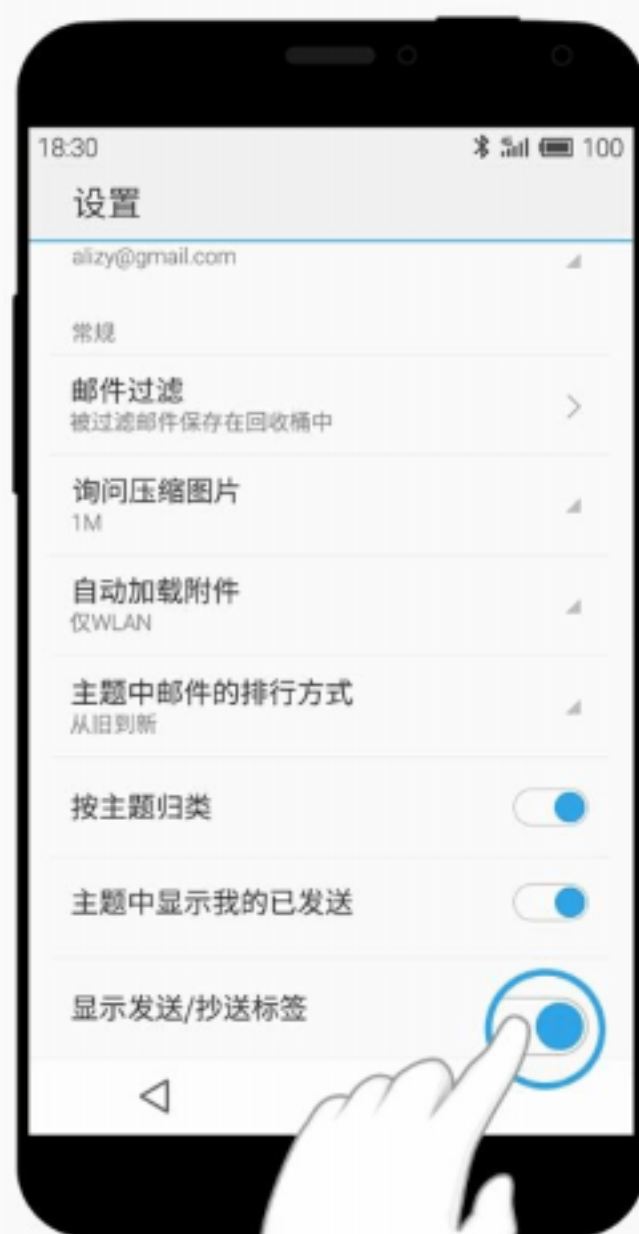 18:30
100
设置
alizy@gmail.com
常规
邮件过滤
被过滤邮件保存在回收桶中
询问压缩图片
1M
自动加载附件
仅WLAN
主题中邮件的排行方式
从旧到新
按主题归类
主题中显示我的已发送
显示发送/抄送标签